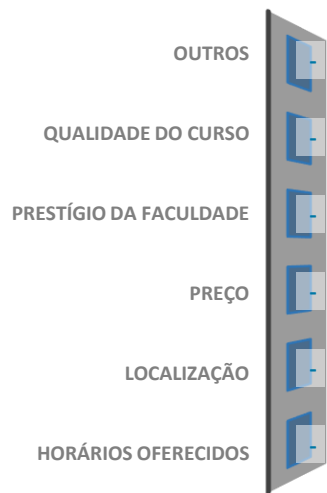 OUTROS
QUALIDADE DO CURSO
PRESTÍGIO DA FACULDADE
PREÇO
LOCALIZAÇÃO
HORÁRIOS OFERECIDOS